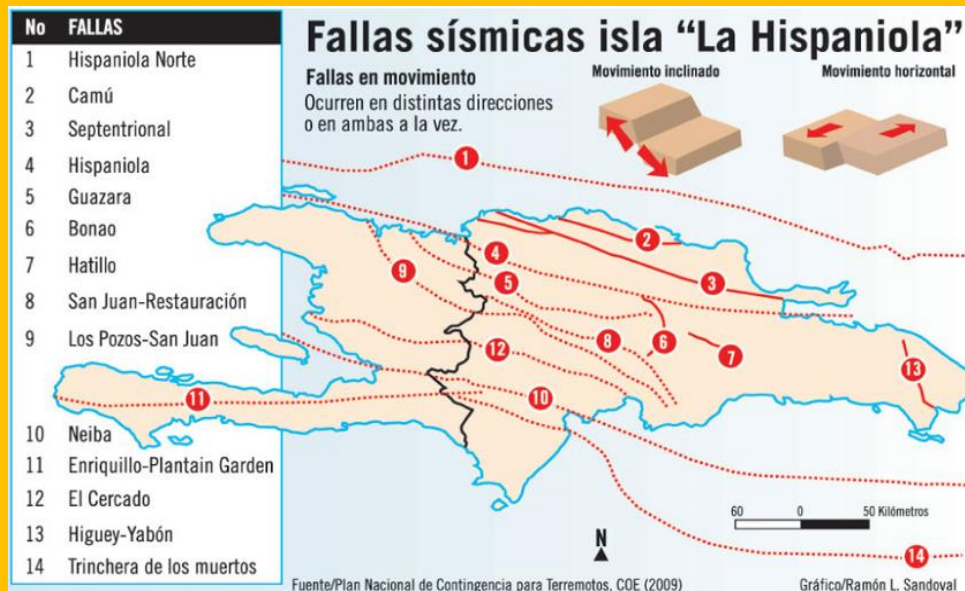 No FALLAS
1 Hispaniola Norte
2 Camú
3 Septentrional
4 Hispaniola
5 Guazara
6 Bonao
7 Hatillo
8 San Juan-Restauración
9 Los Pozos-San Juan
10 Neiba
11 Enriquillo-Plantain Garden
12 El Cercado
13 Higuey-Yabón
14 Trinchera de los muertos
Fallas sísmicas isla “La Hispaniola”
Fallas en movimiento
Ocurren en distintas direcciones
o en ambas a la vez.
Movimiento inclinado
Movimiento horizontal
1
2
4
9
5
3
8
6
12
7
13
11
10
60 0 50 Kilómetros
N
14
Fuente/Plan Nacional de Contingencia para Terremotos, COE (2009)
Gráfico/Ramón L. Sandoval